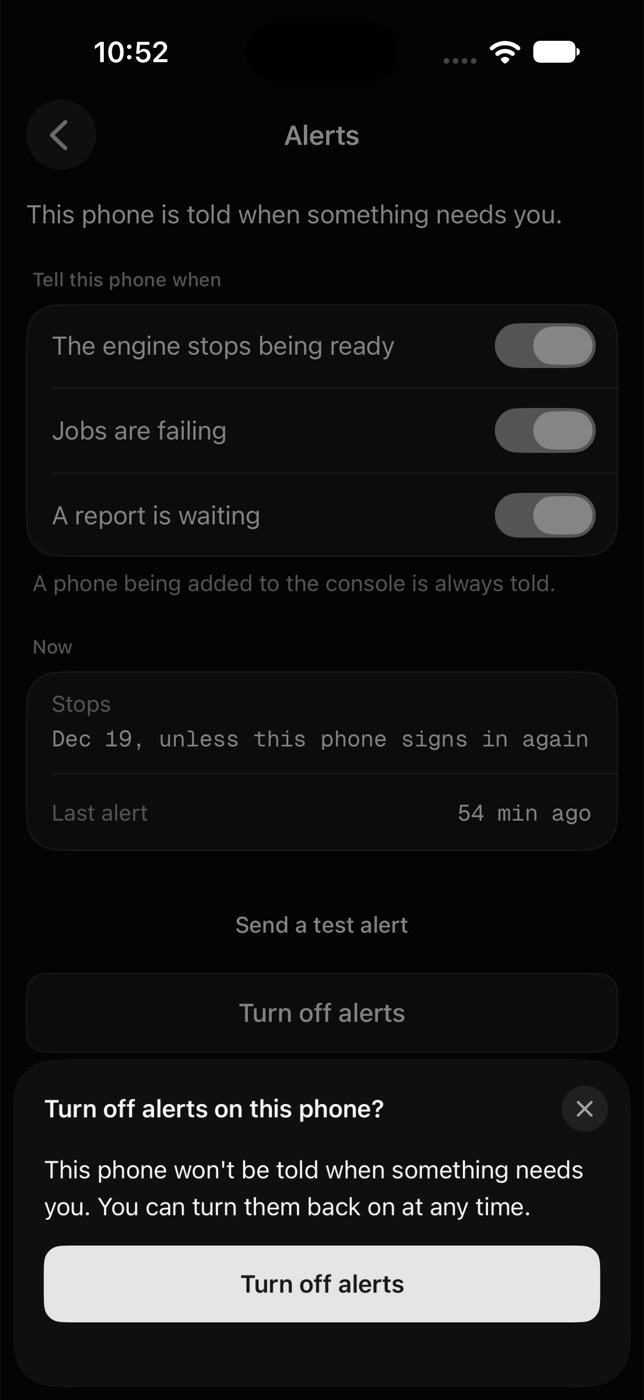 10:52
Alerts
This phone is told when something needs you.
Tell this phone when
The engine stops being ready
Jobs are failing
A report is waiting
A phone being added to the console is always told.
Now
Stops
Dec 19, unless this phone signs in again
Last alert 54 min ago
Send a test alert
Turn off alerts
Turn off alerts on this phone?
This phone won't be told when something needs
you. You can turn them back on at any time.
Turn off alerts